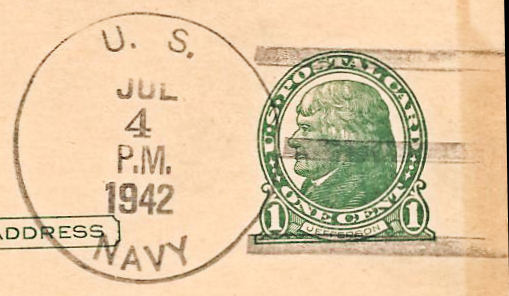 U. S.
JUL
4
P.M.
1942
NAVY
ADDRESS
U.S. POSTAL CARD
ONE CENT
1 1
JEFFERSON